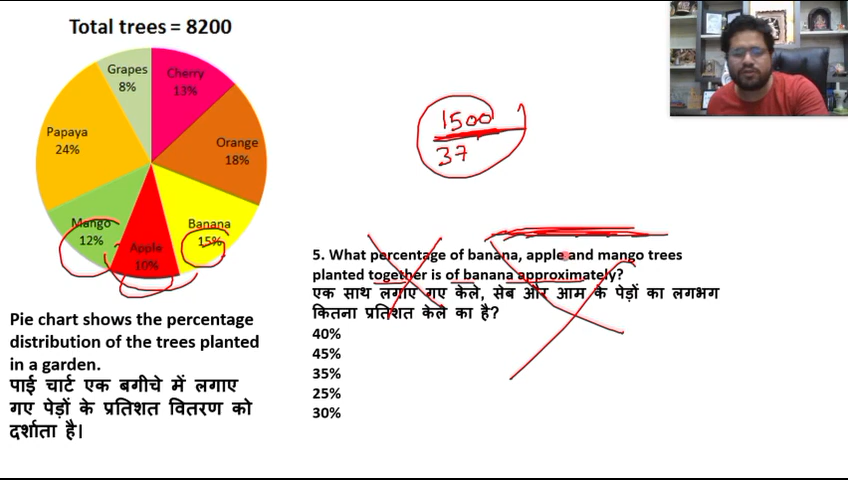 Total trees = 8200
Grapes
8%
Cherry
13%
Papaya
24%
Orange
18%
Mango
12%
Apple
10%
Banana
15%
1500
37
5. What percentage of banana, apple and mango trees
planted together is of banana approximately?
एक साथ लगाए गए केले, सेब और आम के पेड़ों का लगभग
कितना प्रतिशत केले का है?
40%
45%
35%
25%
30%
Pie chart shows the percentage
distribution of the trees planted
in a garden.
पाई चार्ट एक बगीचे में लगाए
गए पेड़ों के प्रतिशत वितरण को
दर्शाता है।